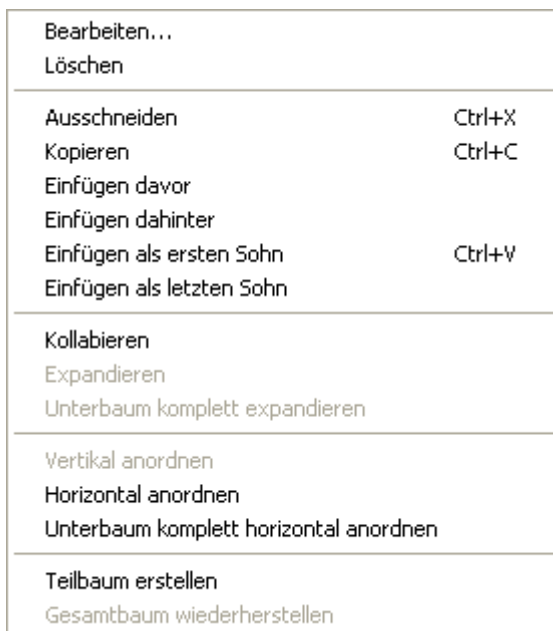 Bearbeiten...
Löschen
Ausschneiden Ctrl+X
Kopieren Ctrl+C
Einfügen davor
Einfügen dahinter
Einfügen als ersten Sohn Ctrl+V
Einfügen als letzten Sohn
Kollabieren
Expandieren
Unterbaum komplett expandieren
Vertikal anordnen
Horizontal anordnen
Unterbaum komplett horizontal anordnen
Teilbaum erstellen
Gesamtbaum wiederherstellen